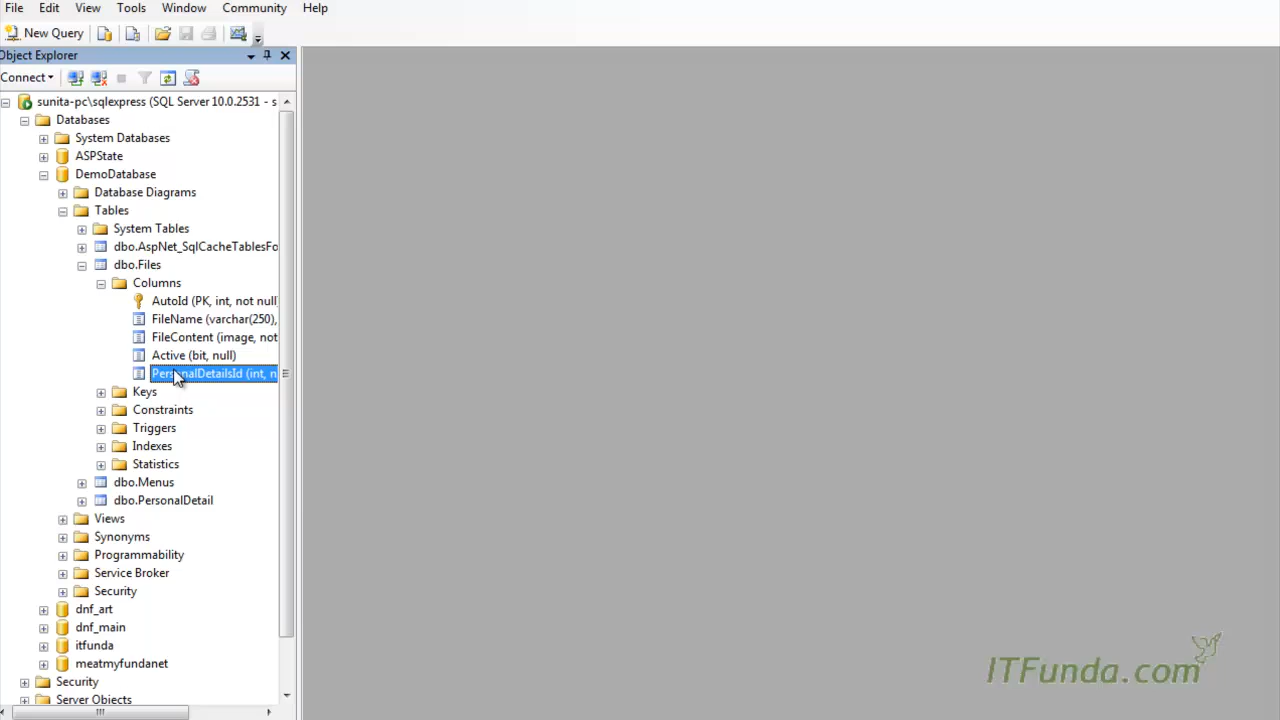 File Edit View Tools Window Community Help
New Query
Object Explorer
Connect
sunita-pc\sqlexpress (SQL Server 10.0.2531 - s
Databases
System Databases
ASPState
DemoDatabase
Database Diagrams
Tables
System Tables
dbo.AspNet_SqlCacheTablesFo
dbo.Files
Columns
AutoId (PK, int, not null
FileName (varchar(250),
FileContent (image, not
Active (bit, null)
PersonalDetailsId (int, n
Keys
Constraints
Triggers
Indexes
Statistics
dbo.Menus
dbo.PersonalDetail
Views
Synonyms
Programmability
Service Broker
Security
dnf_art
dnf_main
itfunda
meatmyfundanet
Security
Server Objects
ITFunda.com